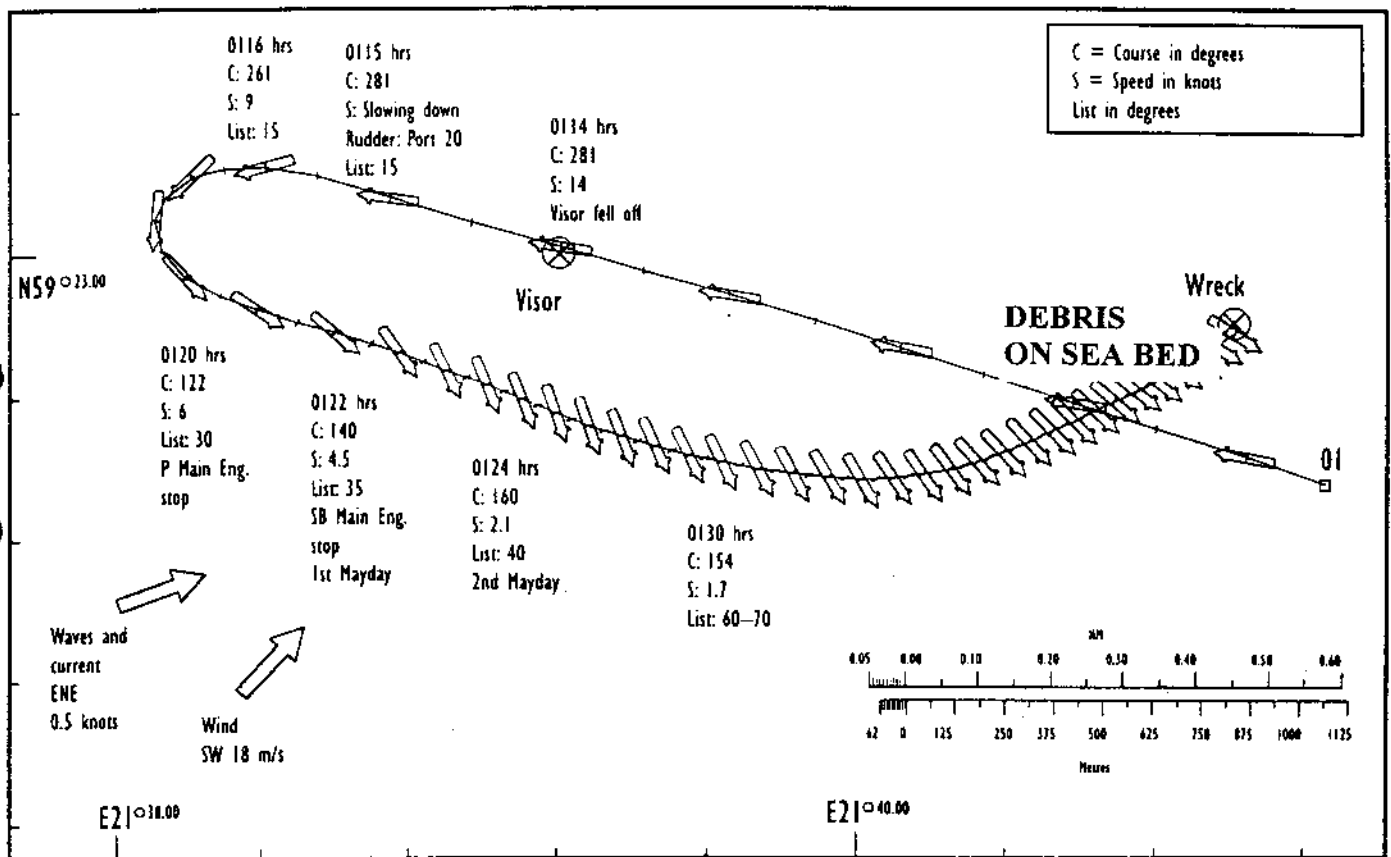 0116 hrs
C: 261
S: 9
List: 15
0115 hrs
C: 281
S: Slowing down
Rudder: Port 20
List: 15
0114 hrs
C: 281
S: 14
Visor fell off
C = Course in degrees
S = Speed in knots
List in degrees
N59°23.00
Visor
Wreck
DEBRIS
ON SEA BED
01
0120 hrs
C: 122
S: 6
List: 30
P Main Eng.
stop
0122 hrs
C: 140
S: 4.5
List: 35
SB Main Eng.
stop
1st Mayday
0124 hrs
C: 160
S: 2.1
List: 40
2nd Mayday
0130 hrs
C: 154
S: 1.7
List: 60–70
Waves and
current
ENE
0.5 knots
Wind
SW 18 m/s
NM
0.05 0.00 0.10 0.20 0.30 0.40 0.50 0.60
62 0 125 250 375 500 625 750 875 1000 1125
Metres
E21°38.00
E21°40.00